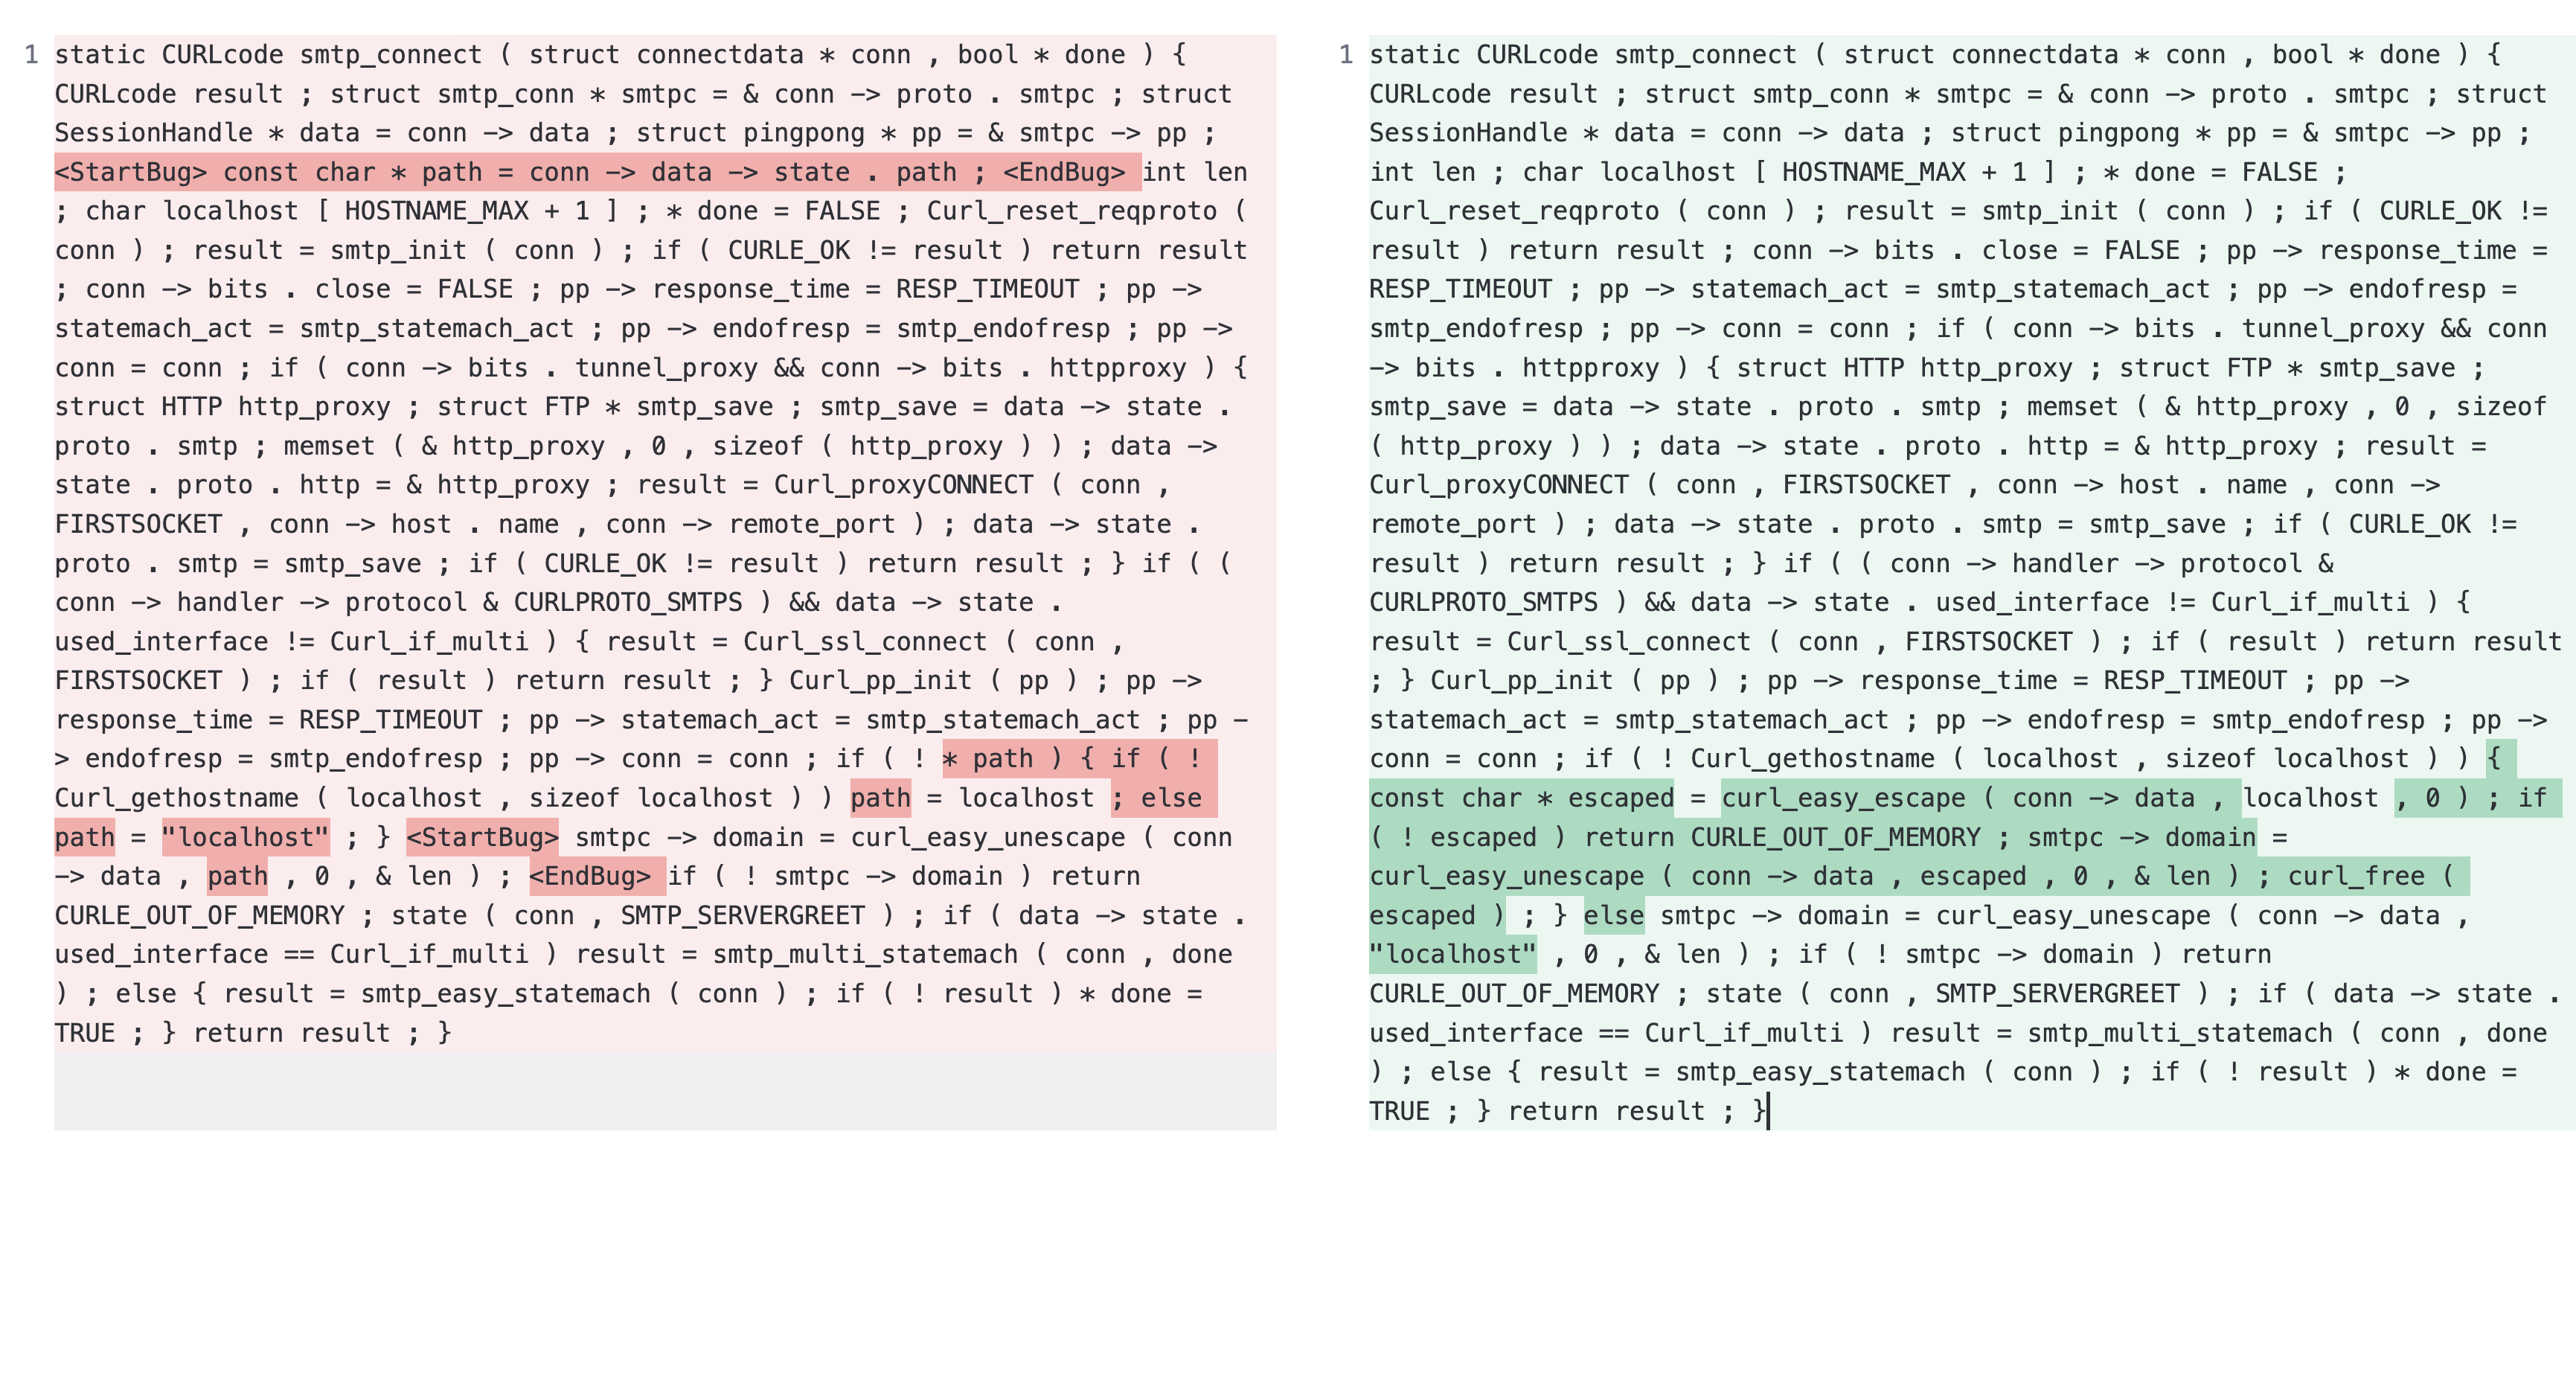 1 static CURLcode smtp_connect ( struct connectdata * conn , bool * done ) {
CURLcode result ; struct smtp_conn * smtpc = & conn -> proto . smtpc ; struct
SessionHandle * data = conn -> data ; struct pingpong * pp = & smtpc -> pp ;
<StartBug> const char * path = conn -> data -> state . path ; <EndBug> int len
; char localhost [ HOSTNAME_MAX + 1 ] ; * done = FALSE ; Curl_reset_reqproto (
conn ) ; result = smtp_init ( conn ) ; if ( CURLE_OK != result ) return result
; conn -> bits . close = FALSE ; pp -> response_time = RESP_TIMEOUT ; pp ->
statemach_act = smtp_statemach_act ; pp -> endofresp = smtp_endofresp ; pp ->
conn = conn ; if ( conn -> bits . tunnel_proxy && conn -> bits . httpproxy ) {
struct HTTP http_proxy ; struct FTP * smtp_save ; smtp_save = data -> state .
proto . smtp ; memset ( & http_proxy , 0 , sizeof ( http_proxy ) ) ; data ->
state . proto . http = & http_proxy ; result = Curl_proxyCONNECT ( conn ,
FIRSTSOCKET , conn -> host . name , conn -> remote_port ) ; data -> state .
proto . smtp = smtp_save ; if ( CURLE_OK != result ) return result ; } if ( (
conn -> handler -> protocol & CURLPROTO_SMTPS ) && data -> state .
used_interface != Curl_if_multi ) { result = Curl_ssl_connect ( conn ,
FIRSTSOCKET ) ; if ( result ) return result ; } Curl_pp_init ( pp ) ; pp ->
response_time = RESP_TIMEOUT ; pp -> statemach_act = smtp_statemach_act ; pp -
> endofresp = smtp_endofresp ; pp -> conn = conn ; if ( ! * path ) { if ( !
Curl_gethostname ( localhost , sizeof localhost ) ) path = localhost ; else
path = "localhost" ; } <StartBug> smtpc -> domain = curl_easy_unescape ( conn
-> data , path , 0 , & len ) ; <EndBug> if ( ! smtpc -> domain ) return
CURLE_OUT_OF_MEMORY ; state ( conn , SMTP_SERVERGREET ) ; if ( data -> state .
used_interface == Curl_if_multi ) result = smtp_multi_statemach ( conn , done
) ; else { result = smtp_easy_statemach ( conn ) ; if ( ! result ) * done =
TRUE ; } return result ; }
1 static CURLcode smtp_connect ( struct connectdata * conn , bool * done ) {
CURLcode result ; struct smtp_conn * smtpc = & conn -> proto . smtpc ; struct
SessionHandle * data = conn -> data ; struct pingpong * pp = & smtpc -> pp ;
int len ; char localhost [ HOSTNAME_MAX + 1 ] ; * done = FALSE ;
Curl_reset_reqproto ( conn ) ; result = smtp_init ( conn ) ; if ( CURLE_OK !=
result ) return result ; conn -> bits . close = FALSE ; pp -> response_time =
RESP_TIMEOUT ; pp -> statemach_act = smtp_statemach_act ; pp -> endofresp =
smtp_endofresp ; pp -> conn = conn ; if ( conn -> bits . tunnel_proxy && conn
-> bits . httpproxy ) { struct HTTP http_proxy ; struct FTP * smtp_save ;
smtp_save = data -> state . proto . smtp ; memset ( & http_proxy , 0 , sizeof
( http_proxy ) ) ; data -> state . proto . http = & http_proxy ; result =
Curl_proxyCONNECT ( conn , FIRSTSOCKET , conn -> host . name , conn ->
remote_port ) ; data -> state . proto . smtp = smtp_save ; if ( CURLE_OK !=
result ) return result ; } if ( ( conn -> handler -> protocol &
CURLPROTO_SMTPS ) && data -> state . used_interface != Curl_if_multi ) {
result = Curl_ssl_connect ( conn , FIRSTSOCKET ) ; if ( result ) return result
; } Curl_pp_init ( pp ) ; pp -> response_time = RESP_TIMEOUT ; pp ->
statemach_act = smtp_statemach_act ; pp -> endofresp = smtp_endofresp ; pp ->
conn = conn ; if ( ! Curl_gethostname ( localhost , sizeof localhost ) ) {
const char * escaped = curl_easy_escape ( conn -> data , localhost , 0 ) ; if
( ! escaped ) return CURLE_OUT_OF_MEMORY ; smtpc -> domain =
curl_easy_unescape ( conn -> data , escaped , 0 , & len ) ; curl_free (
escaped ) ; } else smtpc -> domain = curl_easy_unescape ( conn -> data ,
"localhost" , 0 , & len ) ; if ( ! smtpc -> domain ) return
CURLE_OUT_OF_MEMORY ; state ( conn , SMTP_SERVERGREET ) ; if ( data -> state .
used_interface == Curl_if_multi ) result = smtp_multi_statemach ( conn , done
) ; else { result = smtp_easy_statemach ( conn ) ; if ( ! result ) * done =
TRUE ; } return result ; }